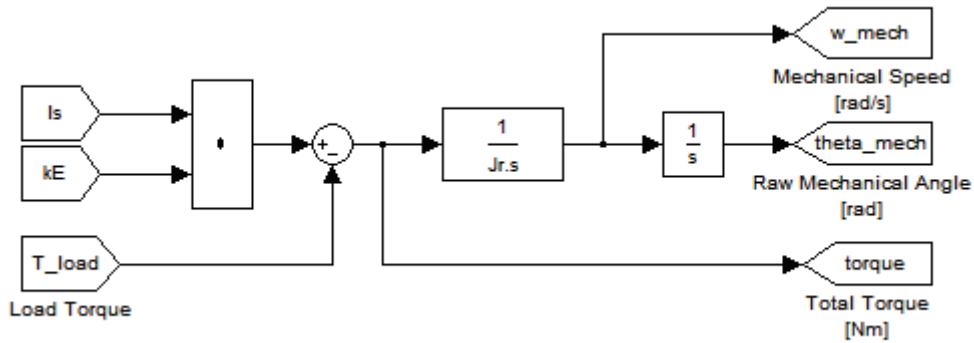 w_mech
Mechanical Speed
[rad/s]
Is
kE
+
-
1
Jr.s
1
s
theta_mech
Raw Mechanical Angle
[rad]
T_load
Load Torque
torque
Total Torque
[Nm]